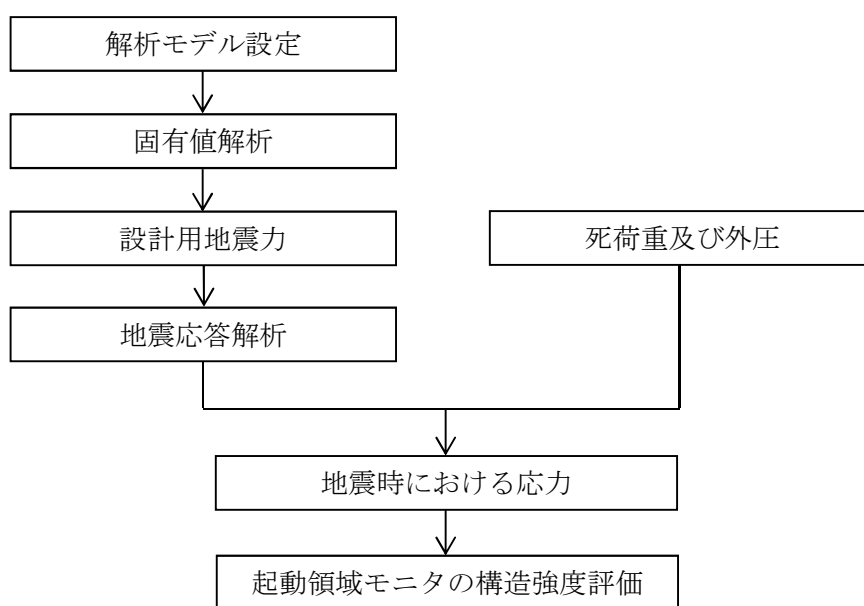 解析モデル設定
固有値解析
設計用地震力
死荷重及び外圧
地震応答解析
地震時における応力
起動領域モニタの構造強度評価